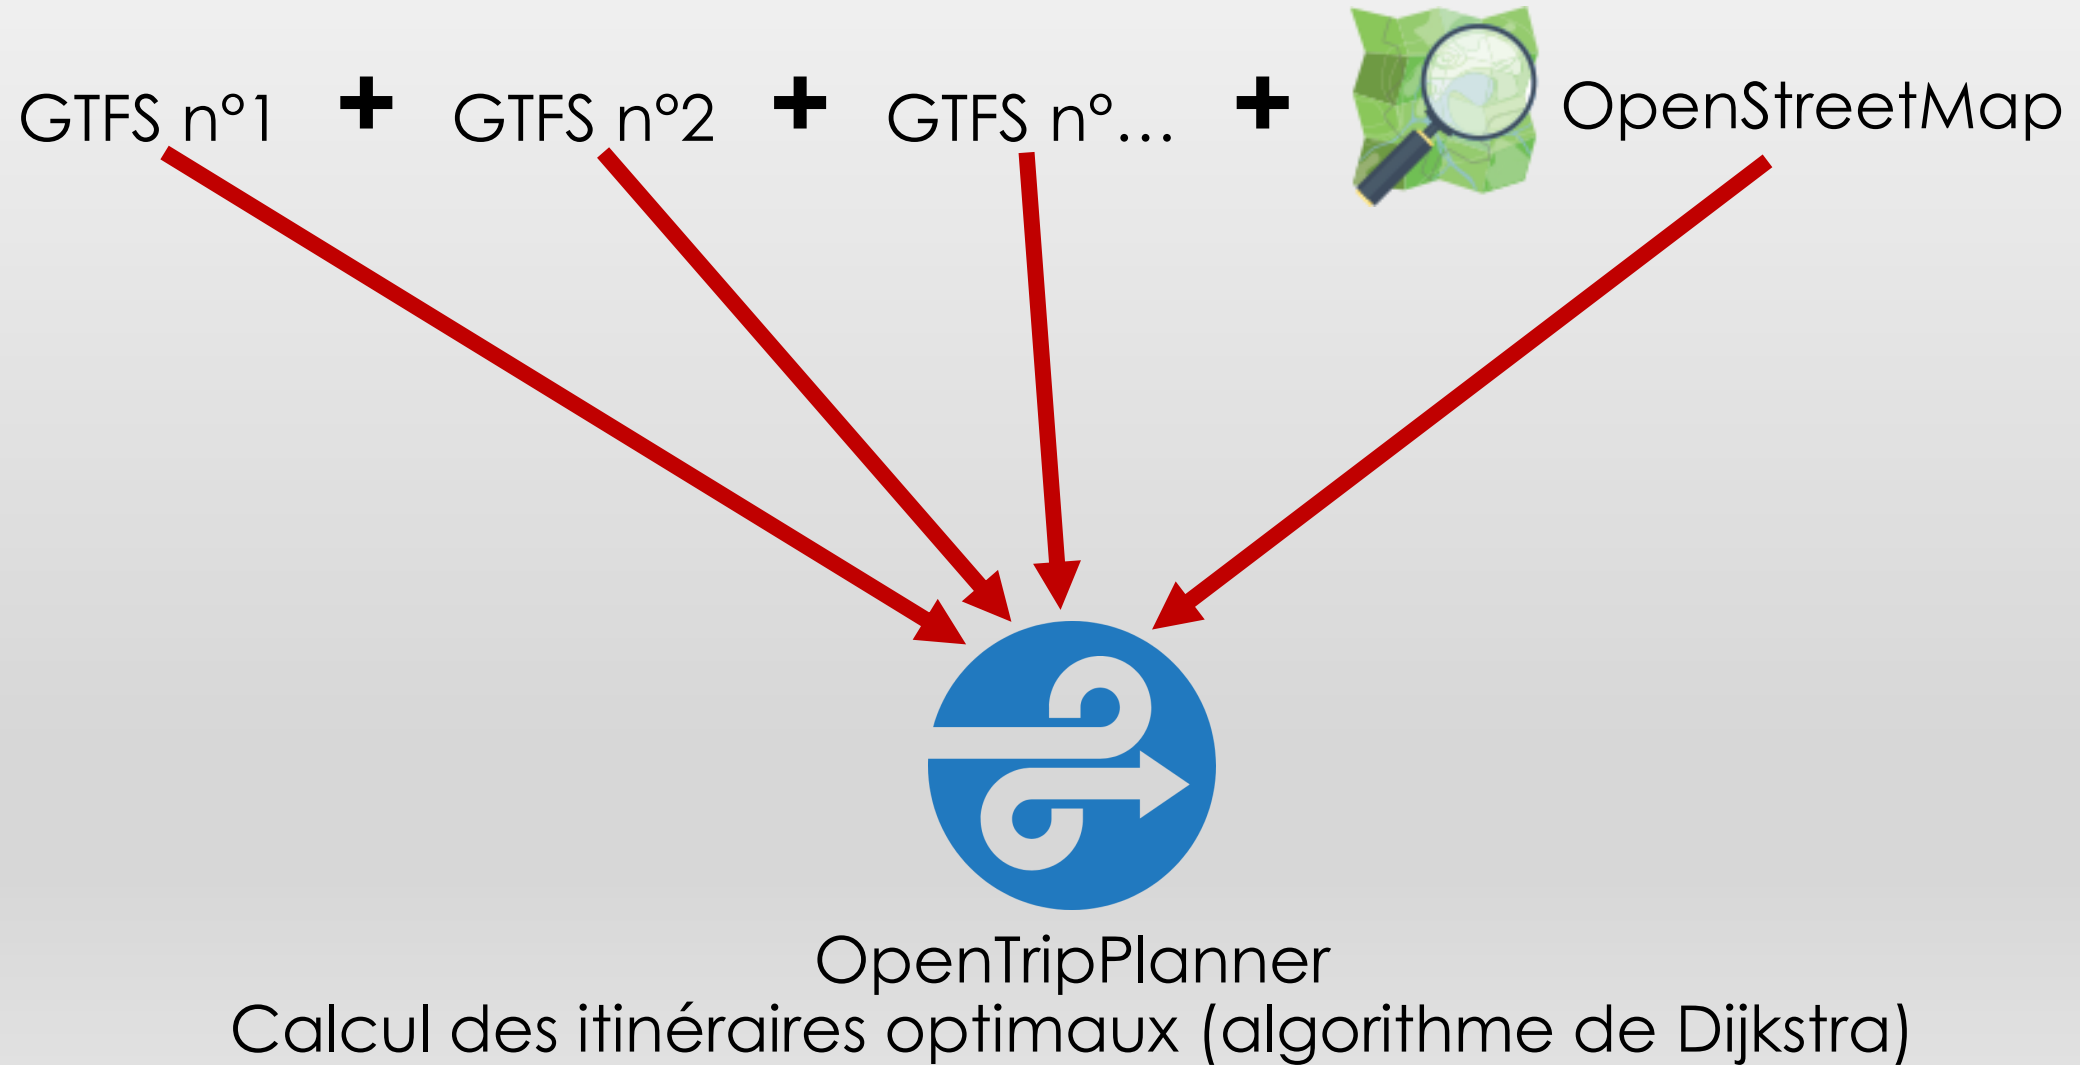 GTFS n°1 + GTFS n°2 + GTFS n°... + OpenStreetMap
OpenTripPlanner
Calcul des itinéraires optimaux (algorithme de Dijkstra)